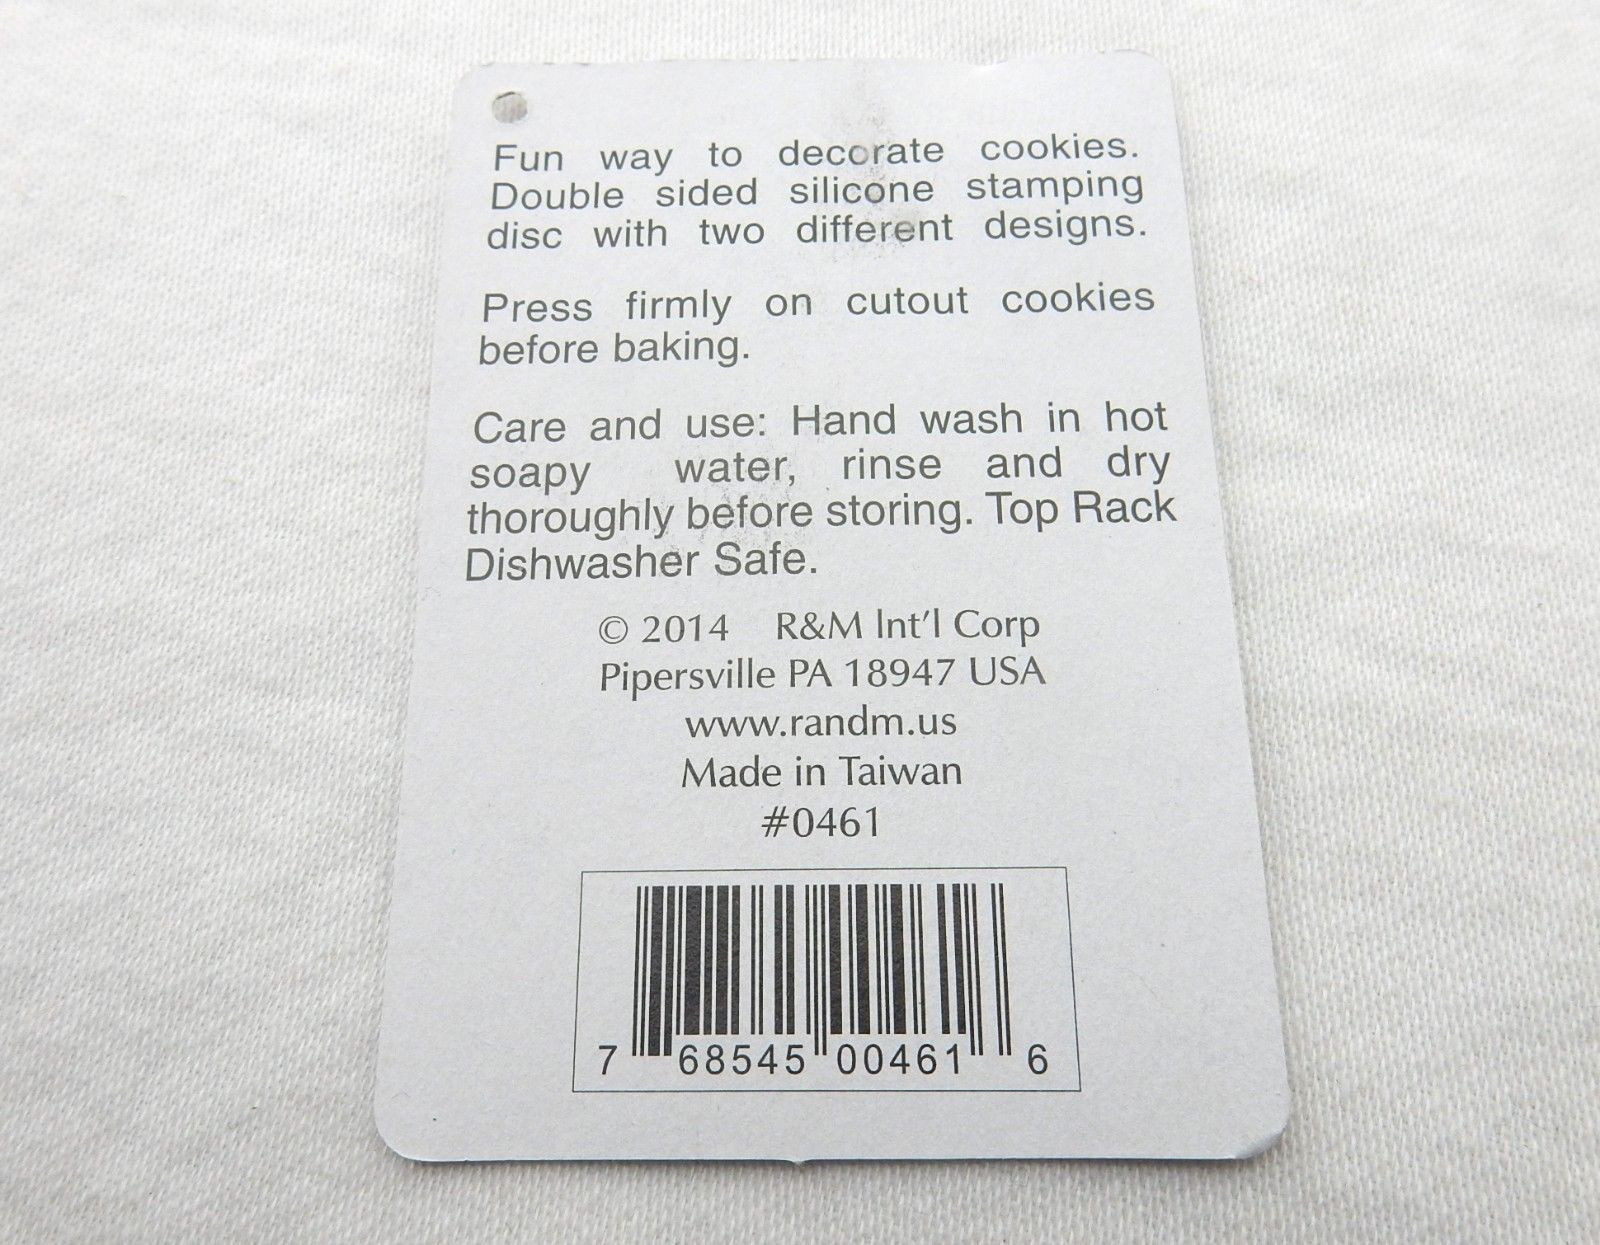 Fun way to decorate cookies.
Double sided silicone stamping
disc with two different designs.
Press firmly on cutout cookies
before baking.
Care and use: Hand wash in hot
soapy water, rinse and dry
thoroughly before storing. Top Rack
Dishwasher Safe.
© 2014 R&M Int'l Corp
Pipersville PA 18947 USA
www.randm.us
Made in Taiwan
#0461
7 68545 00461 6